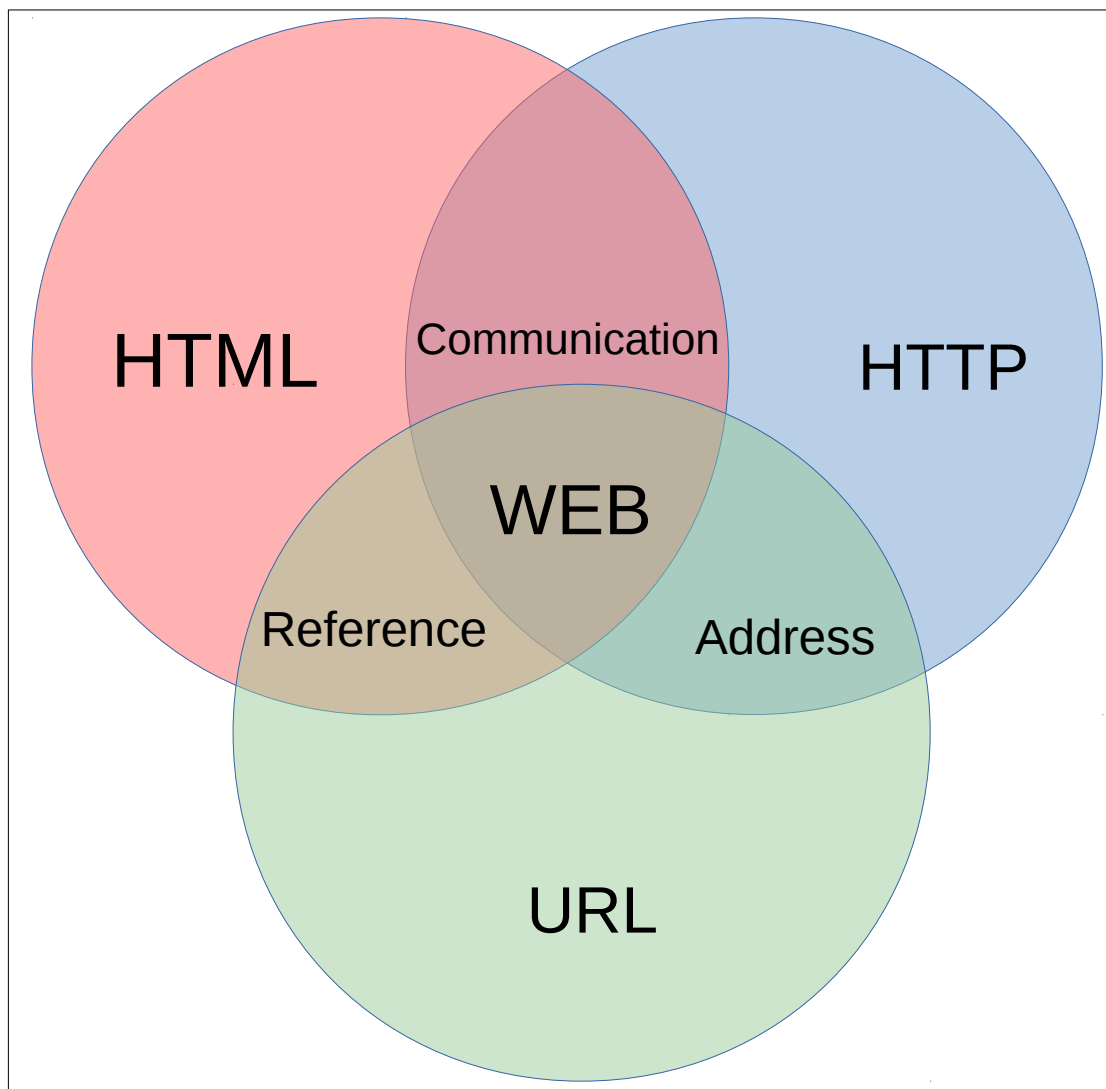 Communication
HTML
HTTP
WEB
Reference
Address
URL